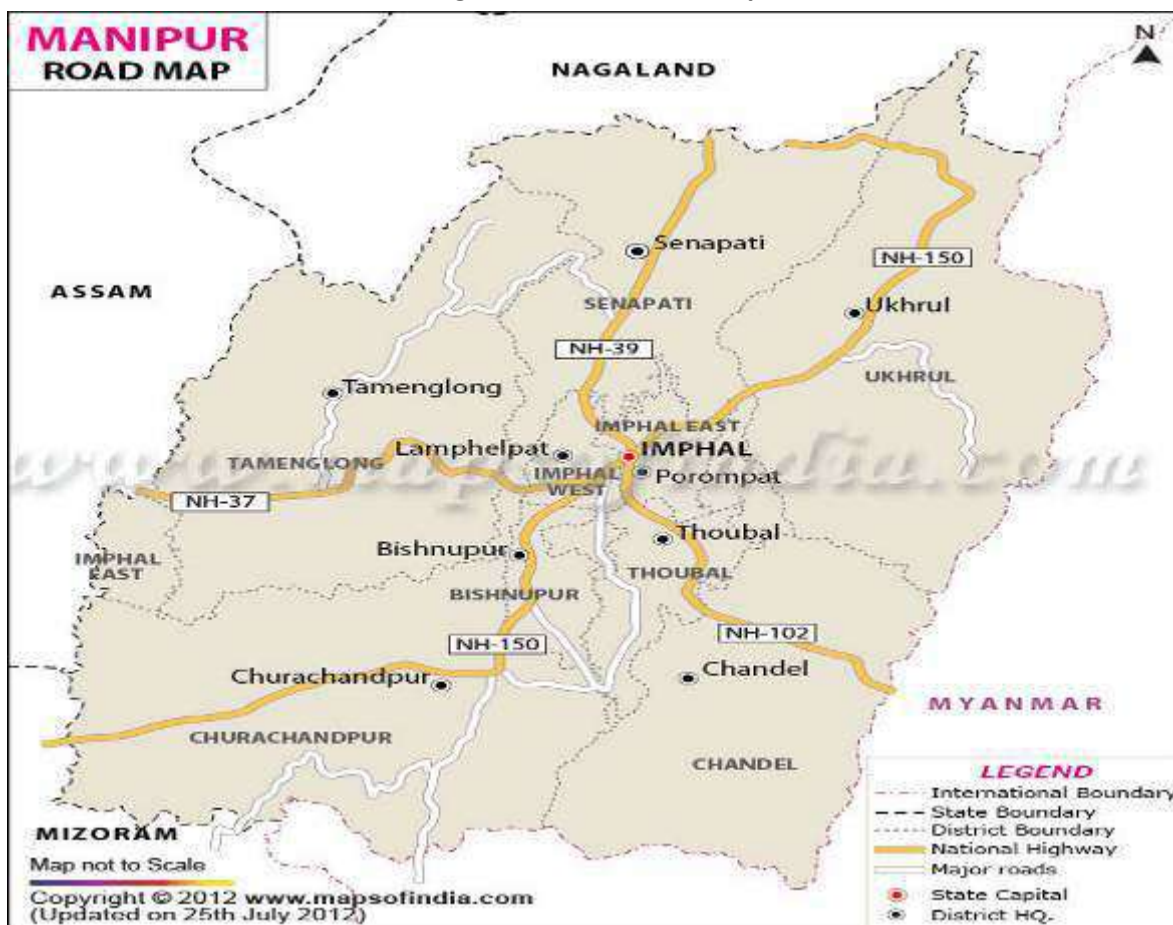 MANIPUR
ROAD MAP
N
NAGALAND
Senapati
NH-150
ASSAM
SENAPATI
Ukhrul
NH-39
Tamenglong
UKHRUL
IMPHAL EAST
Lamphelpat
IMPHAL
www.mapsofindia.com
TAMENGLONG
IMPHAL
WEST
Porompat
NH-37
Thoubal
Bishnupur
IMPHAL
EAST
THOUBAL
BISHNUPUR
NH-102
NH-150
Churachandpur
Chandel
MYANMAR
CHURACHANDPUR
CHANDEL
LEGEND
International Boundary
State Boundary
District Boundary
National Highway
Major roads
State Capital
District HQ.
MIZORAM
Map not to Scale
Copyright © 2012 www.mapsofindia.com
(Updated on 25th July 2012)